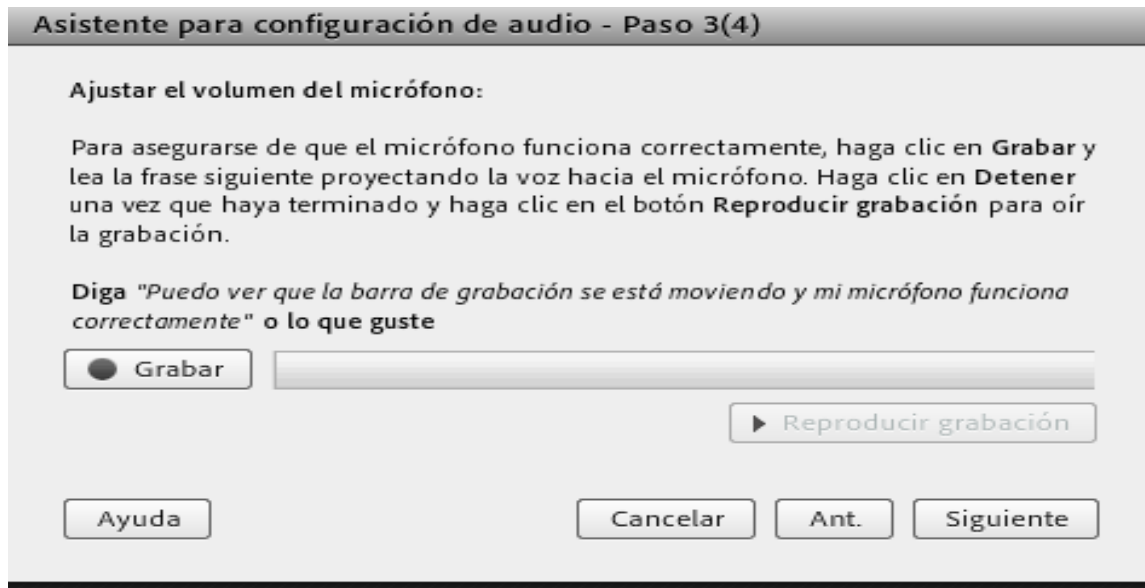 Asistente para configuración de audio - Paso 3(4)
Ajustar el volumen del micrófono:
Para asegurarse de que el micrófono funciona correctamente, haga clic en Grabar y
lea la frase siguiente proyectando la voz hacia el micrófono. Haga clic en Detener
una vez que haya terminado y haga clic en el botón Reproducir grabación para oír
la grabación.
Diga "Puedo ver que la barra de grabación se está moviendo y mi micrófono funciona
correctamente" o lo que guste
Grabar
Reproducir grabación
Ayuda Cancelar Ant. Siguiente